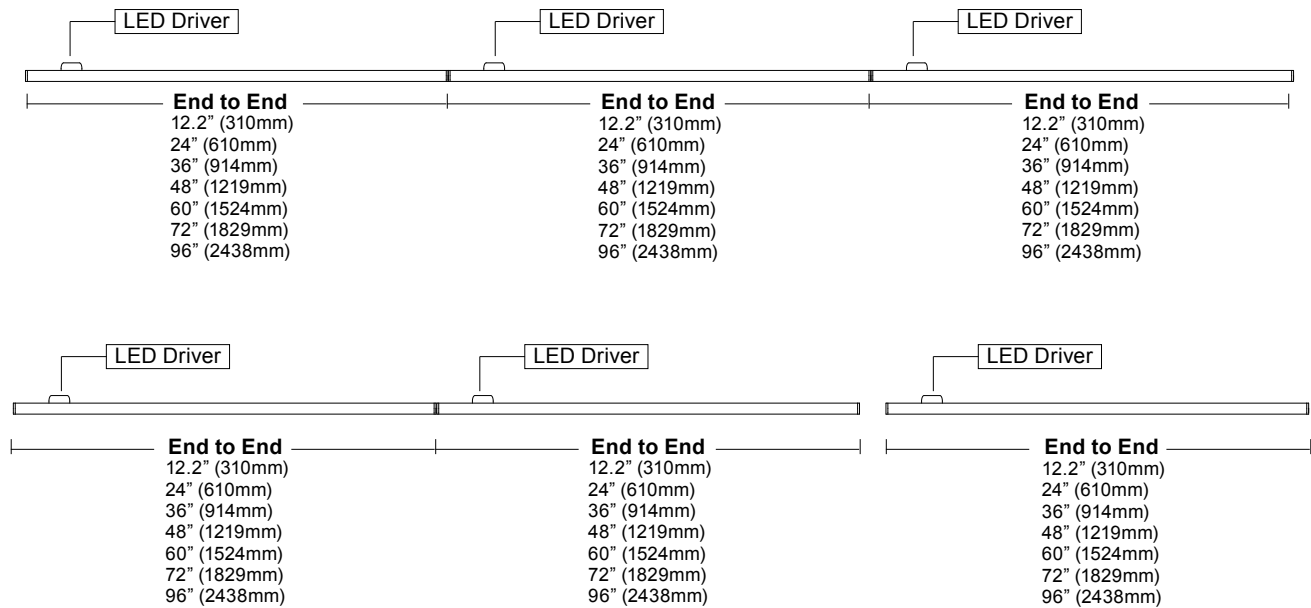 LED Driver
LED Driver
LED Driver
End to End
12.2” (310mm)
24” (610mm)
36” (914mm)
48” (1219mm)
60” (1524mm)
72” (1829mm)
96” (2438mm)
End to End
12.2” (310mm)
24” (610mm)
36” (914mm)
48” (1219mm)
60” (1524mm)
72” (1829mm)
96” (2438mm)
End to End
12.2” (310mm)
24” (610mm)
36” (914mm)
48” (1219mm)
60” (1524mm)
72” (1829mm)
96” (2438mm)
LED Driver
LED Driver
LED Driver
End to End
12.2” (310mm)
24” (610mm)
36” (914mm)
48” (1219mm)
60” (1524mm)
72” (1829mm)
96” (2438mm)
End to End
12.2” (310mm)
24” (610mm)
36” (914mm)
48” (1219mm)
60” (1524mm)
72” (1829mm)
96” (2438mm)
End to End
12.2” (310mm)
24” (610mm)
36” (914mm)
48” (1219mm)
60” (1524mm)
72” (1829mm)
96” (2438mm)